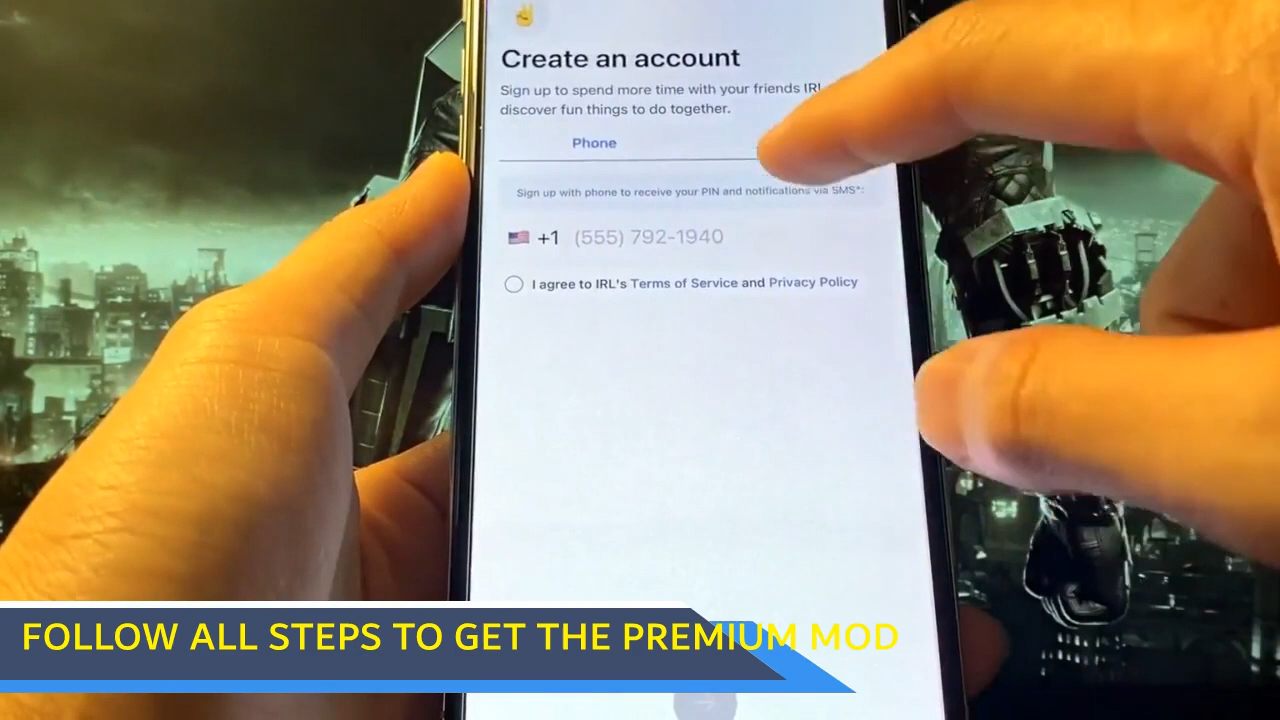 Create an account
Sign up to spend more time with your friends IRL
discover fun things to do together.
Phone
Sign up with phone to receive your PIN and notifications via SMS*:
+1 (555) 792-1940
I agree to IRL's Terms of Service and Privacy Policy
FOLLOW ALL STEPS TO GET THE PREMIUM MOD